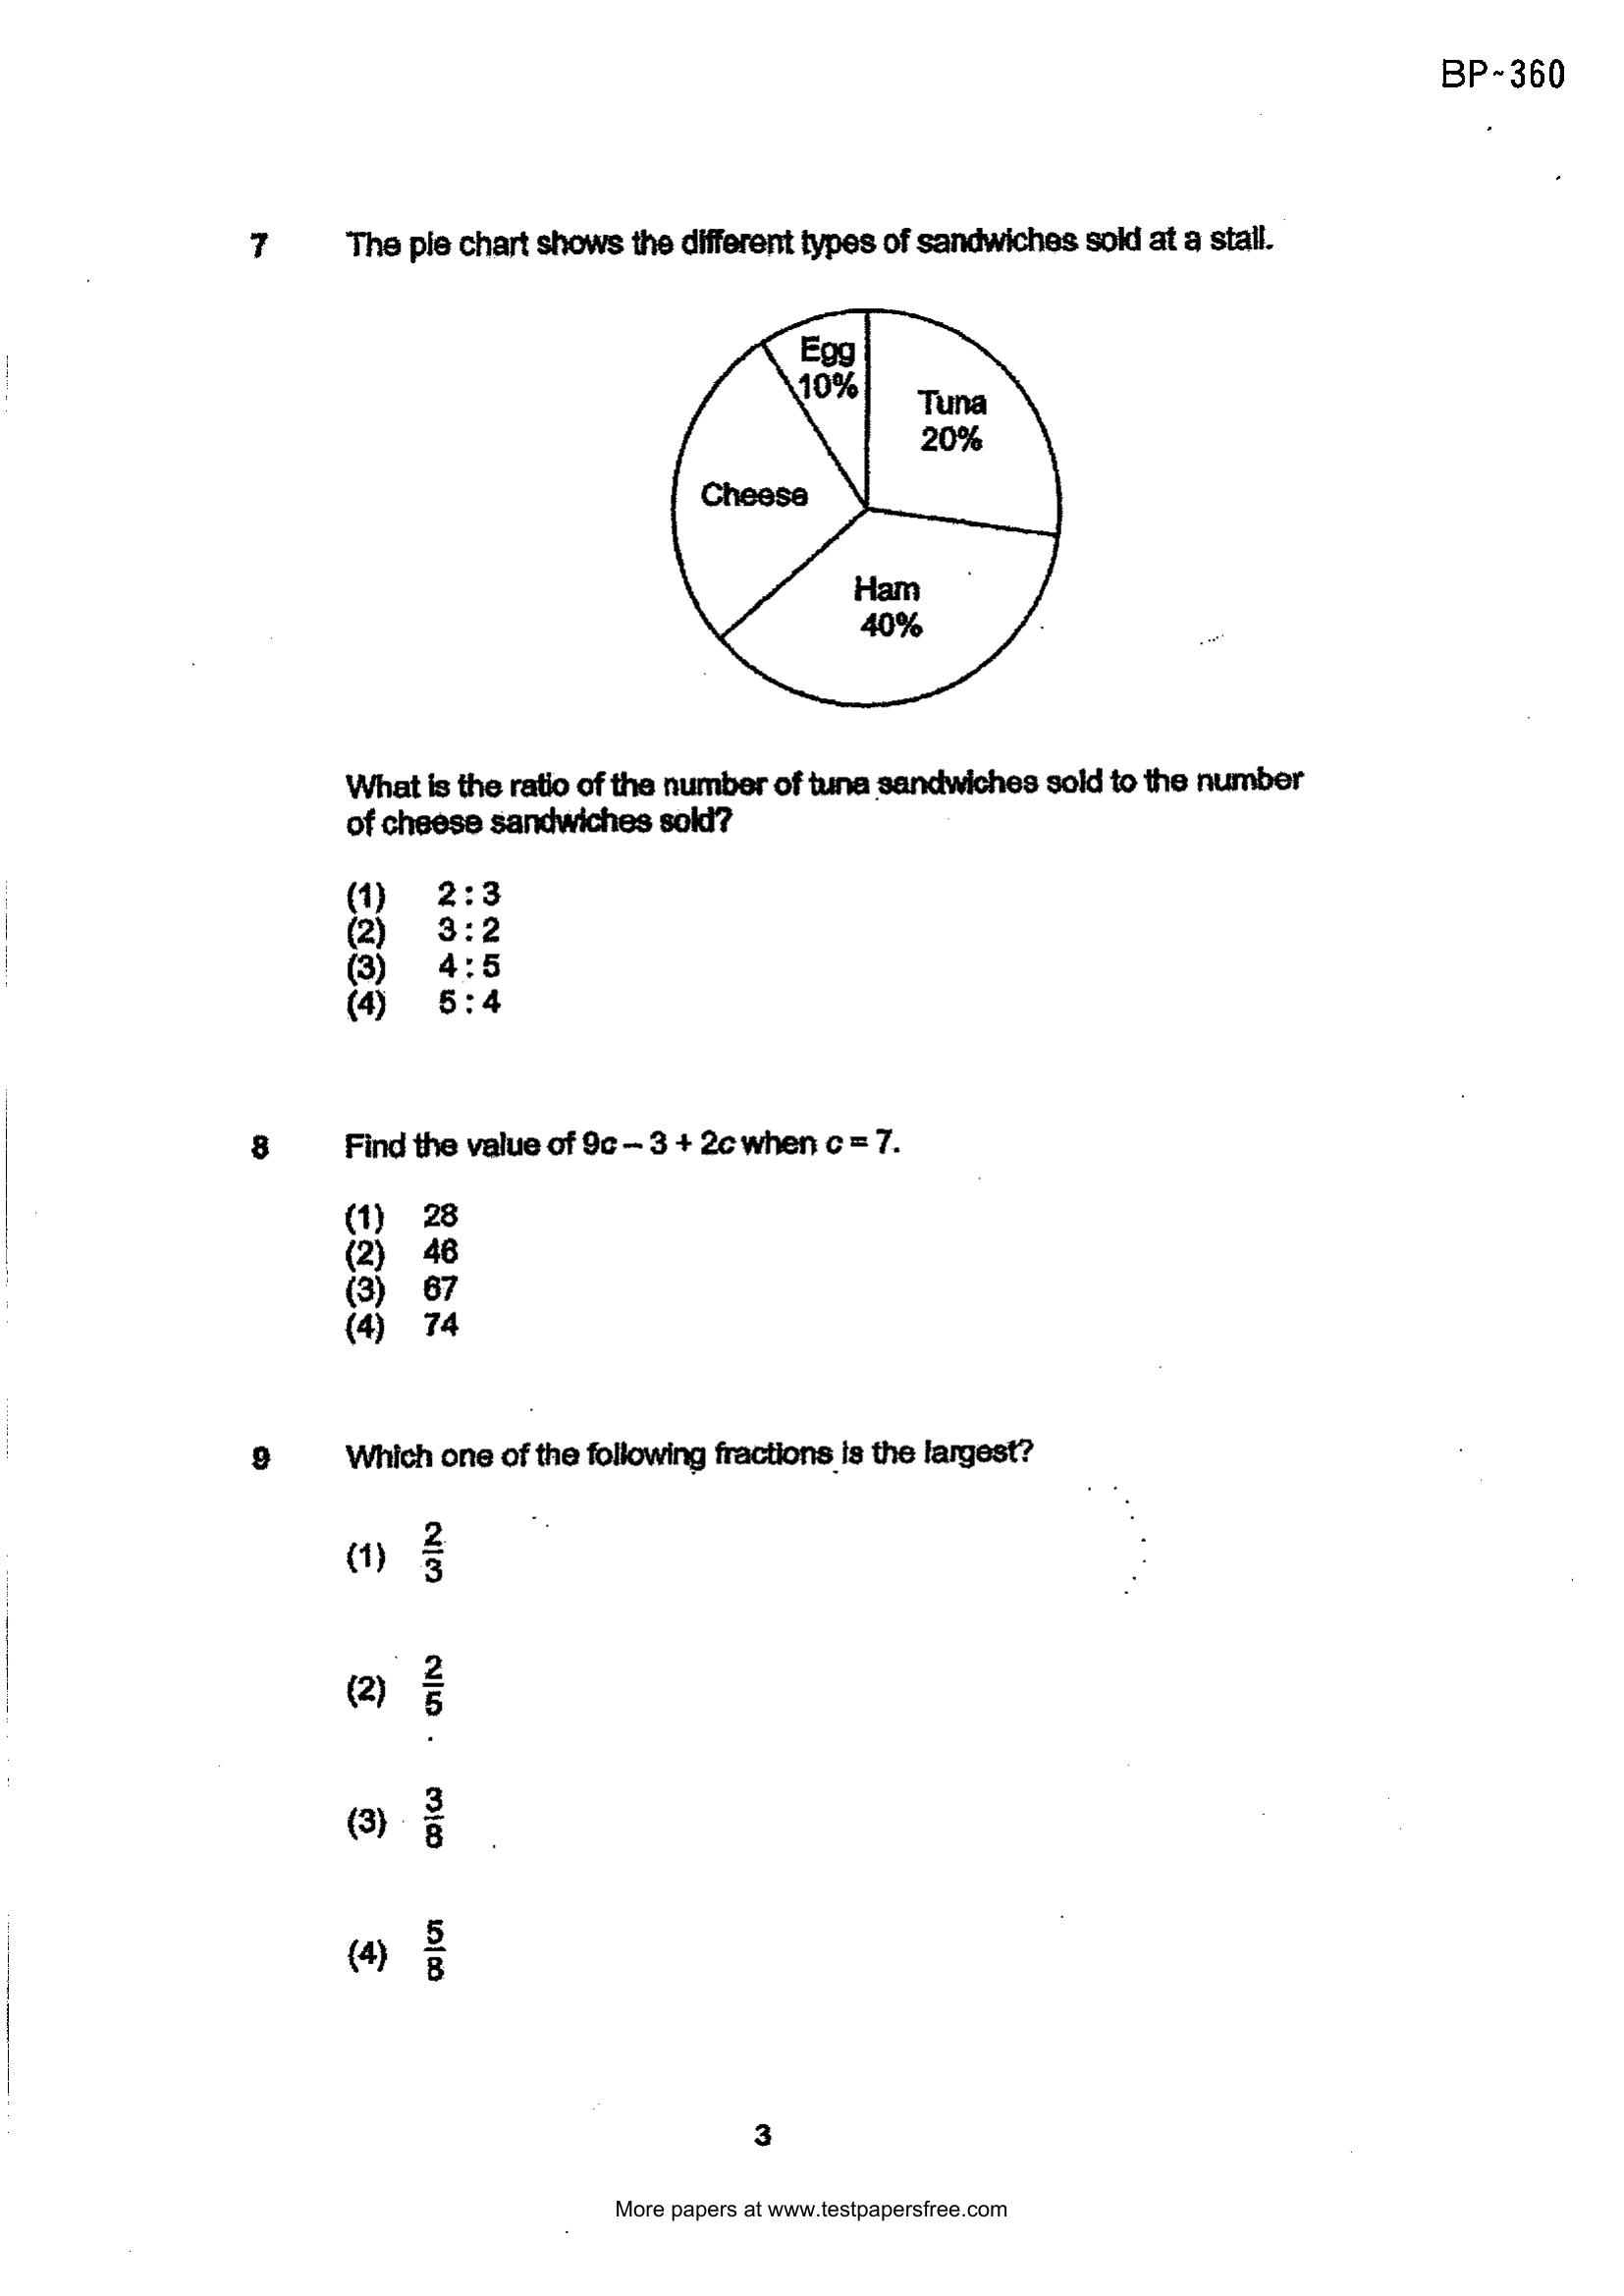 BP~360
7 The pie chart shows the different types of sandwiches sold at a stall.
Egg
10%
Tuna
20%
Cheese
Ham
40%
What is the ratio of the number of tuna sandwiches sold to the number
of cheese sandwiches sold?
(1) 2 : 3
(2) 3 : 2
(3) 4 : 5
(4) 5 : 4
8 Find the value of 9c – 3 + 2c when c = 7.
(1) 28
(2) 46
(3) 67
(4) 74
9 Which one of the following fractions is the largest?
(1) 2/3
(2) 2/5
(3) 3/8
(4) 5/8
3
More papers at www.testpapersfree.com